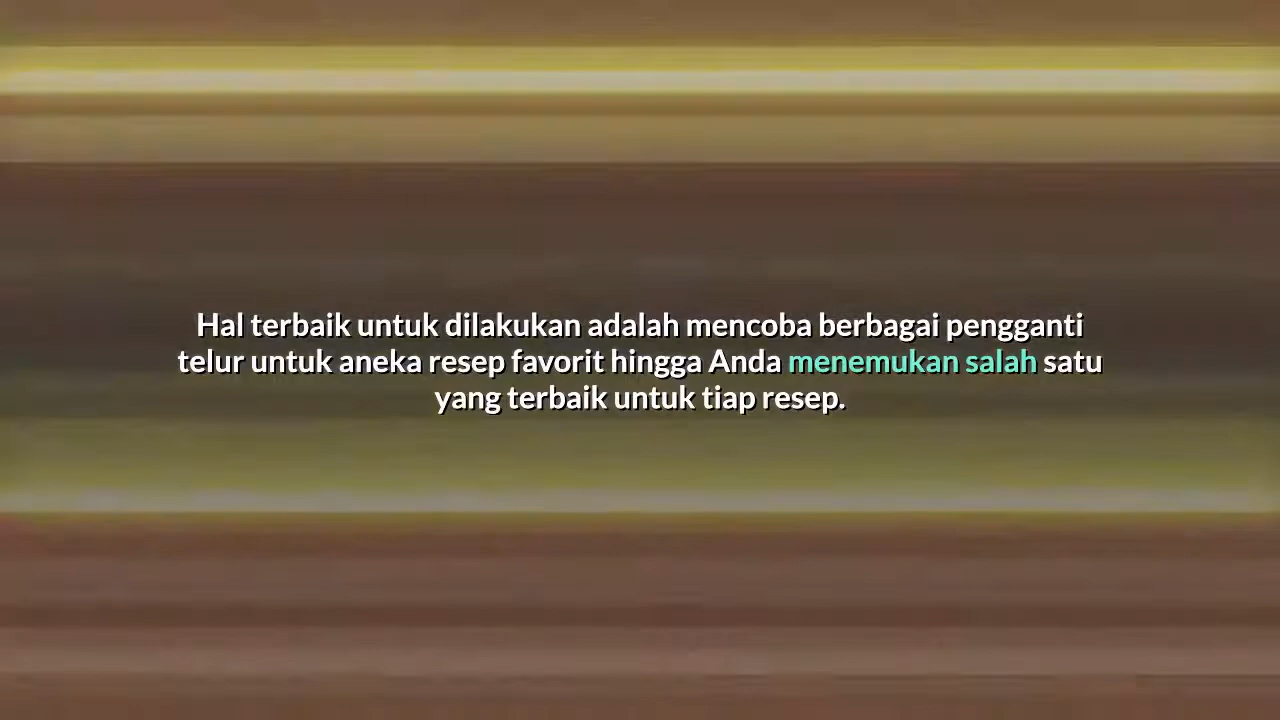 Hal terbaik untuk dilakukan adalah mencoba berbagai pengganti
telur untuk aneka resep favorit hingga Anda menemukan salah satu
yang terbaik untuk tiap resep.